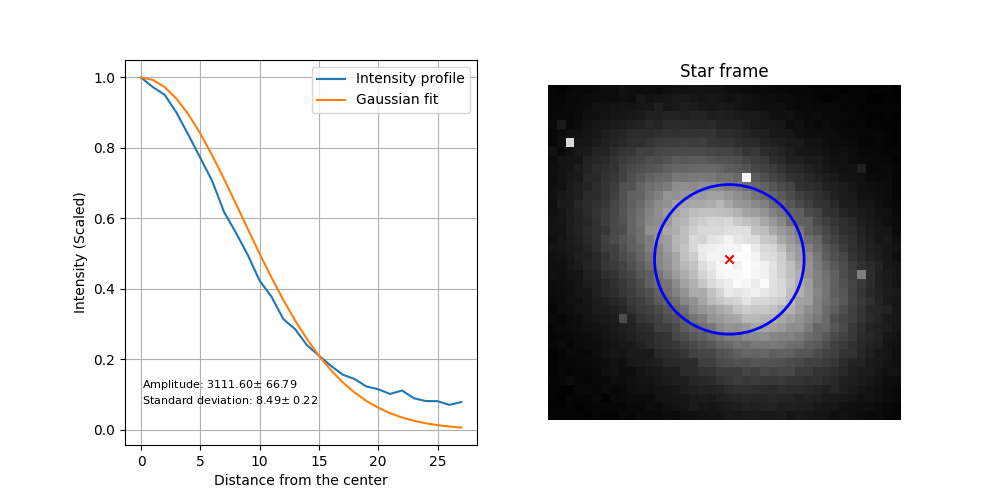 Star frame
Intensity profile
Gaussian fit
Intensity (Scaled)
1.0
0.8
0.6
0.4
0.2
0.0
Amplitude: 3111.60± 66.79
Standard deviation: 8.49± 0.22
0 5 10 15 20 25
Distance from the center